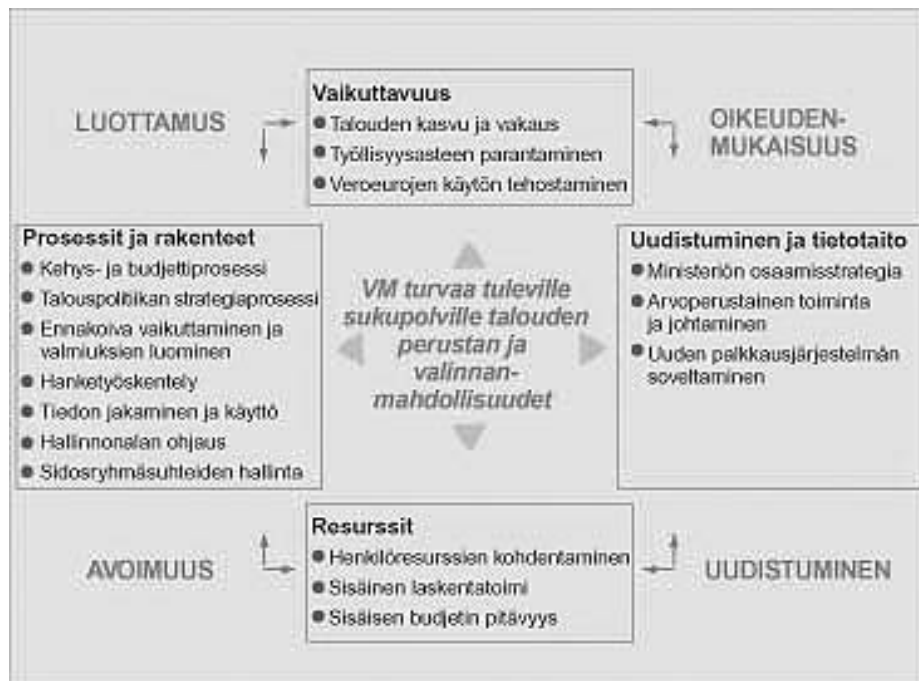 LUOTTAMUS
Vaikuttavuus
Talouden kasvu ja vakaus
Työllisyysasteen parantaminen
Veroeurojen käytön tehostaminen
OIKEUDEN-
MUKAISUUS
Prosessit ja rakenteet
Kehys- ja budjettiprosessi
Talouspolitiikan strategiaprosessi
Ennakoiva vaikuttaminen ja
valmiuksien luominen
Hanketyöskentely
Tiedon jakaminen ja käyttö
Hallinnonalan ohjaus
Sidosryhmäsuhteiden hallinta
VM turvaa tuleville
sukupolville talouden
perustan ja
valinnan-
mahdollisuudet
Uudistuminen ja tietotaito
Ministeriön osaamisstrategia
Arvoperustainen toiminta
ja johtaminen
Uuden palkkausjärjestelmän
soveltaminen
AVOIMUUS
Resurssit
Henkilöresurssien kohdentaminen
Sisäinen laskentatoimi
Sisäisen budjetin pitävyys
UUDISTUMINEN